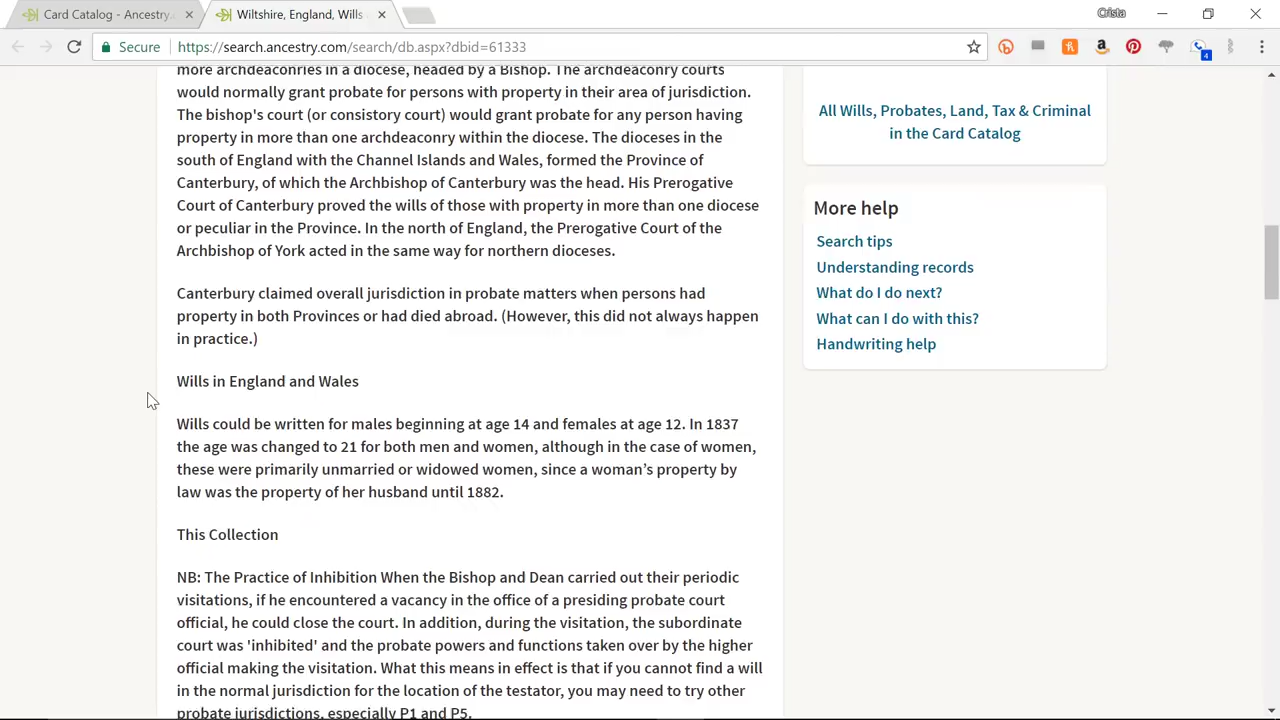 Card Catalog - Ancestry.
Wiltshire, England, Wills
Crista
Secure
https://search.ancestry.com/search/db.aspx?dbid=61333
4
more archdeaconries in a diocese, headed by a Bishop. The archdeaconry courts
would normally grant probate for persons with property in their area of jurisdiction.
The bishop's court (or consistory court) would grant probate for any person having
property in more than one archdeaconry within the diocese. The dioceses in the
south of England with the Channel Islands and Wales, formed the Province of
Canterbury, of which the Archbishop of Canterbury was the head. His Prerogative
Court of Canterbury proved the wills of those with property in more than one diocese
or peculiar in the Province. In the north of England, the Prerogative Court of the
Archbishop of York acted in the same way for northern dioceses.
Canterbury claimed overall jurisdiction in probate matters when persons had
property in both Provinces or had died abroad. (However, this did not always happen
in practice.)
Wills in England and Wales
Wills could be written for males beginning at age 14 and females at age 12. In 1837
the age was changed to 21 for both men and women, although in the case of women,
these were primarily unmarried or widowed women, since a woman’s property by
law was the property of her husband until 1882.
This Collection
NB: The Practice of Inhibition When the Bishop and Dean carried out their periodic
visitations, if he encountered a vacancy in the office of a presiding probate court
official, he could close the court. In addition, during the visitation, the subordinate
court was 'inhibited' and the probate powers and functions taken over by the higher
official making the visitation. What this means in effect is that if you cannot find a will
in the normal jurisdiction for the location of the testator, you may need to try other
probate jurisdictions, especially P1 and P5.
All Wills, Probates, Land, Tax & Criminal
in the Card Catalog
More help
Search tips
Understanding records
What do I do next?
What can I do with this?
Handwriting help